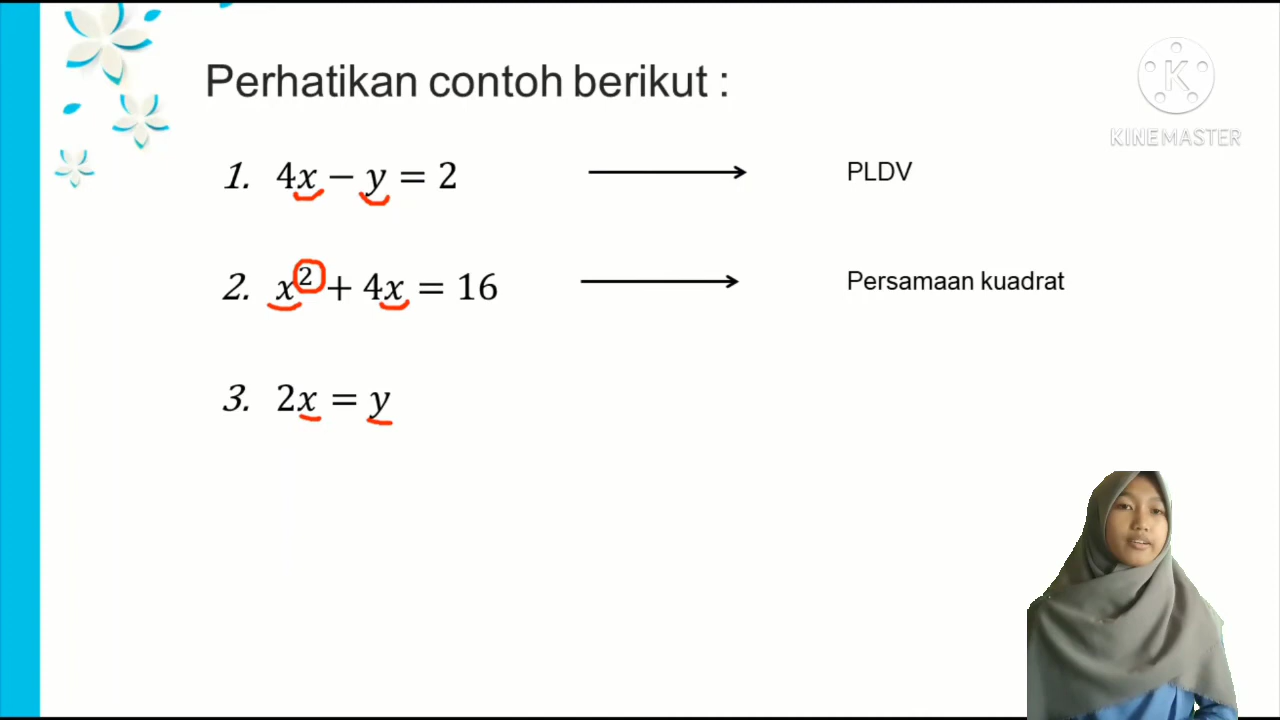 Perhatikan contoh berikut :
K
KINEMASTER
1. 4x − y = 2 PLDV
2. x² + 4x = 16 Persamaan kuadrat
3. 2x = y